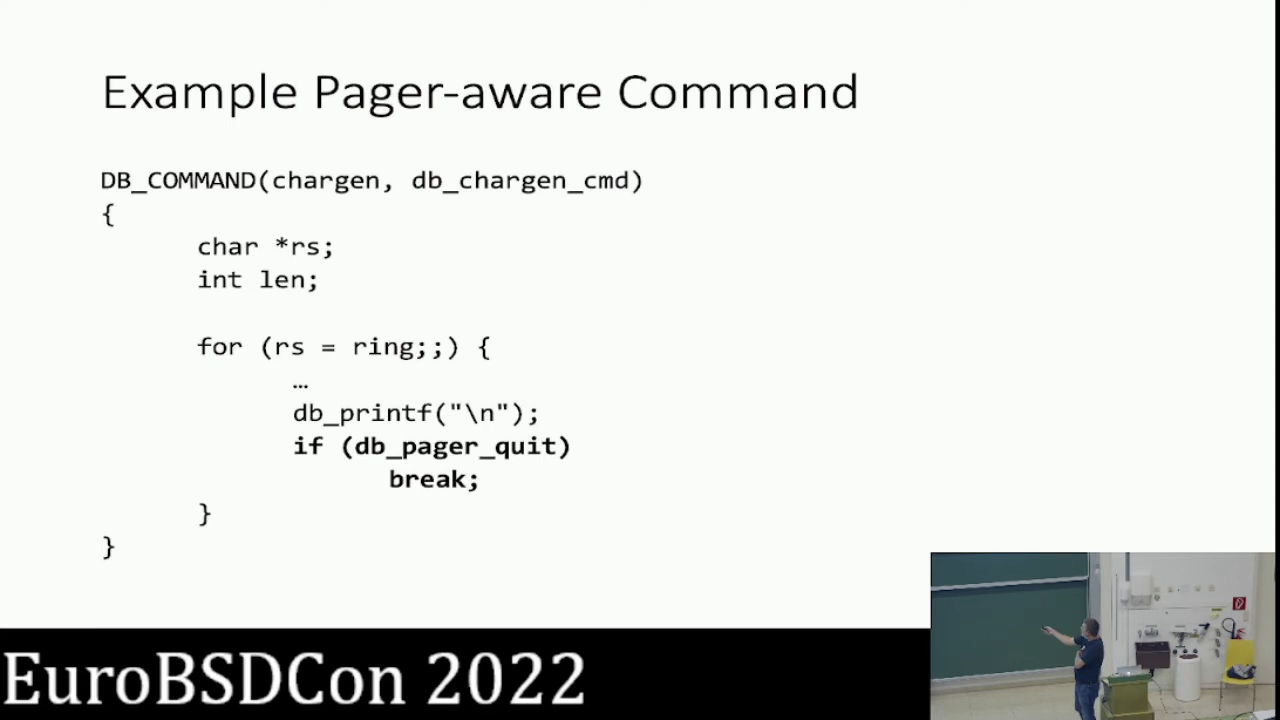 Example Pager-aware Command
DB_COMMAND(chargen, db_chargen_cmd)
{
char *rs;
int len;
for (rs = ring;;) {
…
db_printf("\n");
if (db_pager_quit)
break;
}
}
EuroBSDCon 2022